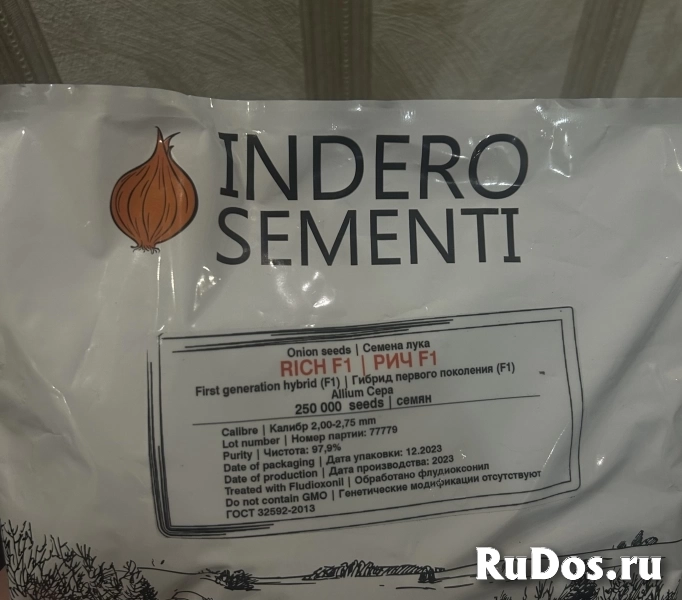 INDERO
SEMENTI
Onion seeds | Семена лука
RICH F1 | РИЧ F1
First generation hybrid (F1) | Гибрид первого поколения (F1)
Allium Cepa
250 000 seeds | семян
Calibre | Калибр 2,00-2,75 mm
Lot number | Номер партии: 77779
Purity | Чистота: 97,9%
Date of packaging | Дата упаковки: 12.2023
Date of production | Дата производства: 2023
Treated with Fludioxonil | Обработано флудиоксонил
Do not contain GMO | Генетические модификации отсутствуют
ГОСТ 32592-2013
RuDos.ru